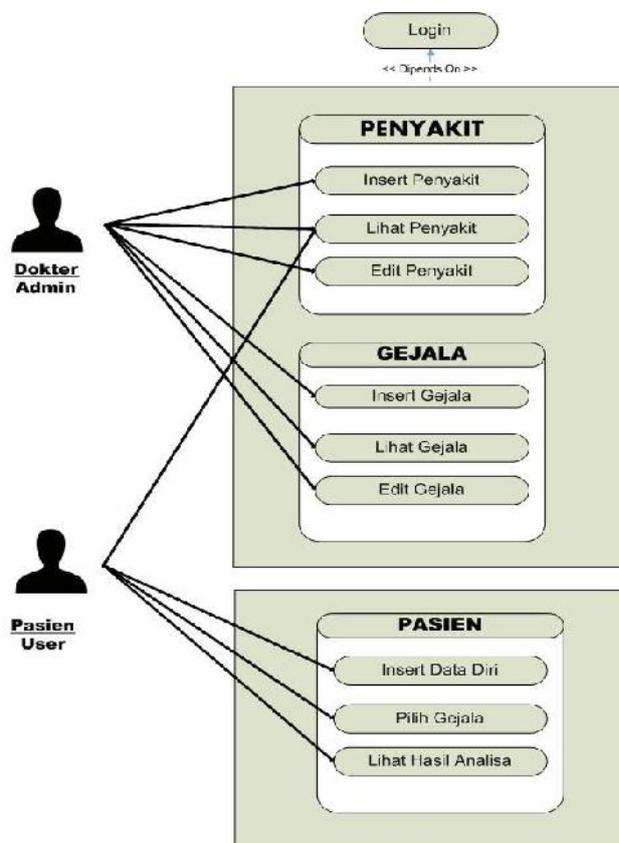 Login
<< Dipends On >>
PENYAKIT
Insert Penyakit
Lihat Penyakit
Edit Penyakit
Dokter
Admin
GEJALA
Insert Gejala
Lihat Gejala
Edit Gejala
Pasien
User
PASIEN
Insert Data Diri
Pilih Gejala
Lihat Hasil Analisa